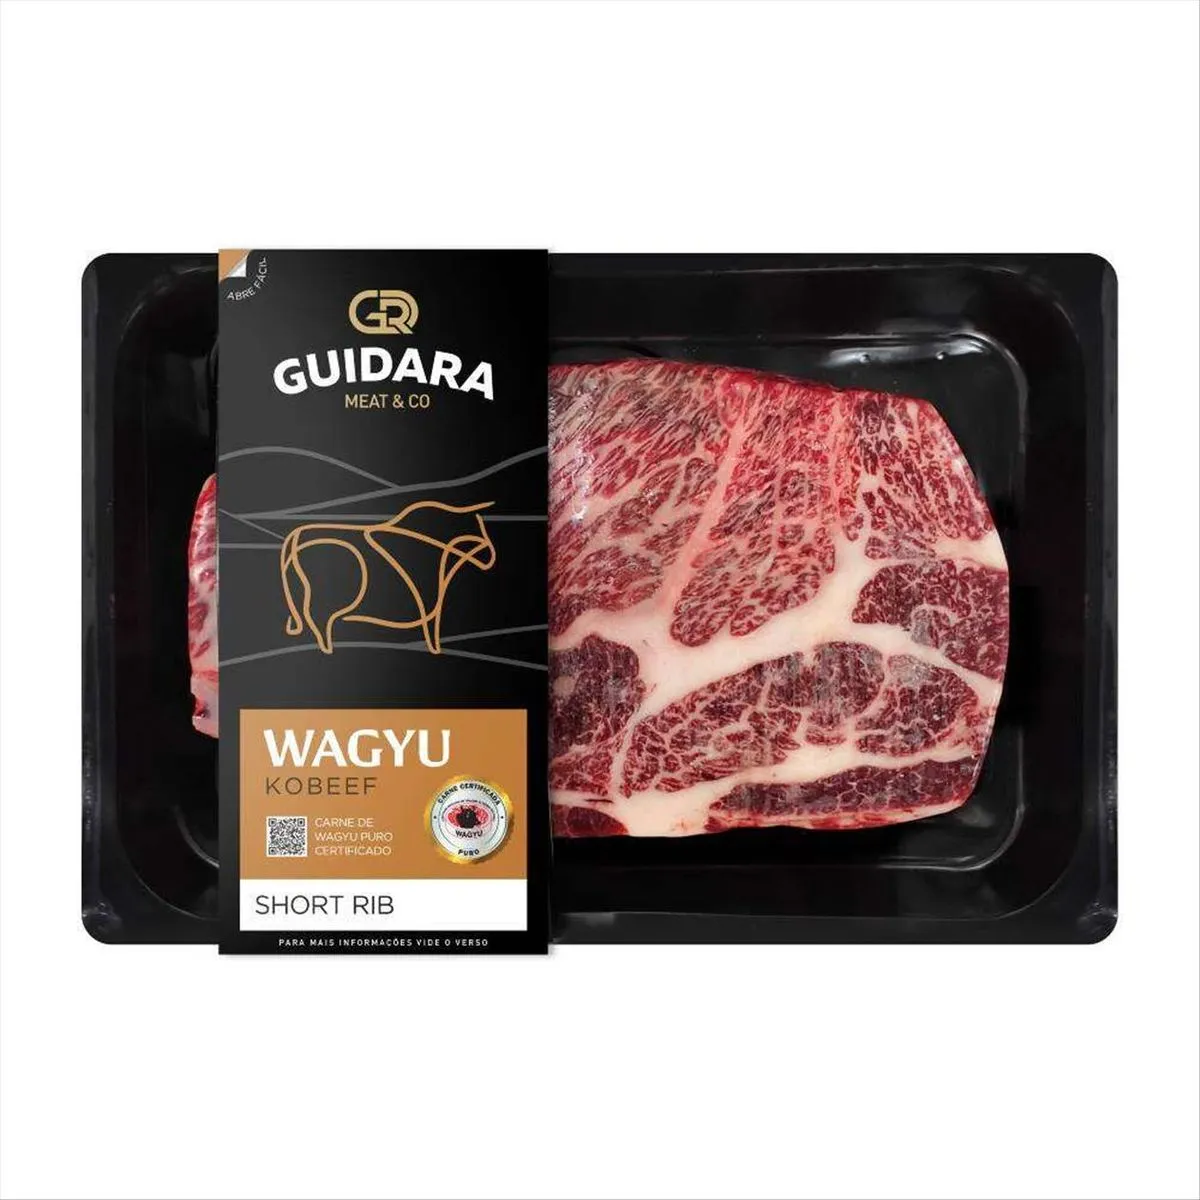 ABRE FÁCIL
GR
GUIDARA
MEAT & CO
WAGYU
KOBEEF
CARNE DE
WAGYU PURO
CERTIFICADO
CARNE CERTIFICADA
WAGYU
PURO
SHORT RIB
PARA MAIS INFORMAÇÕES VIDE O VERSO